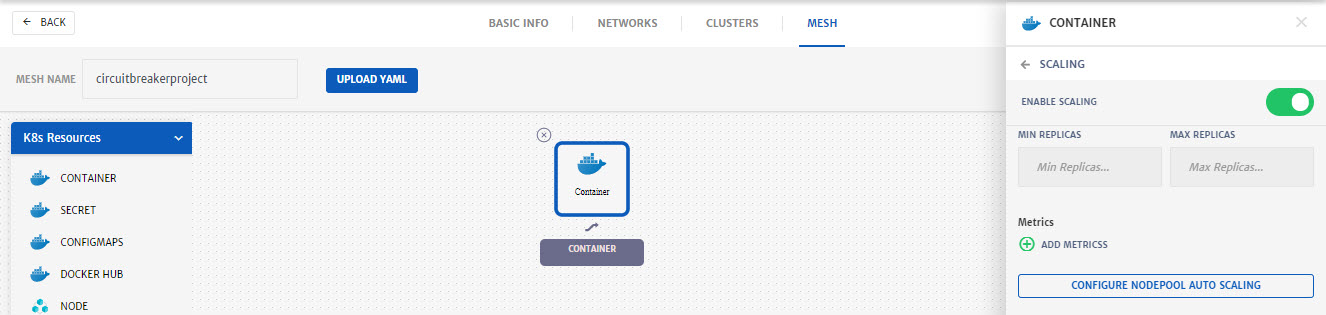 BACK
BASIC INFO
NETWORKS
CLUSTERS
MESH
MESH NAME
circuitbreakerproject
UPLOAD YAML
K8s Resources
CONTAINER
SECRET
CONFIGMAPS
DOCKER HUB
NODE
Container
CONTAINER
CONTAINER
SCALING
ENABLE SCALING
MIN REPLICAS
MAX REPLICAS
Min Replicas...
Max Replicas...
Metrics
ADD METRICSS
CONFIGURE NODEPOOL AUTO SCALING